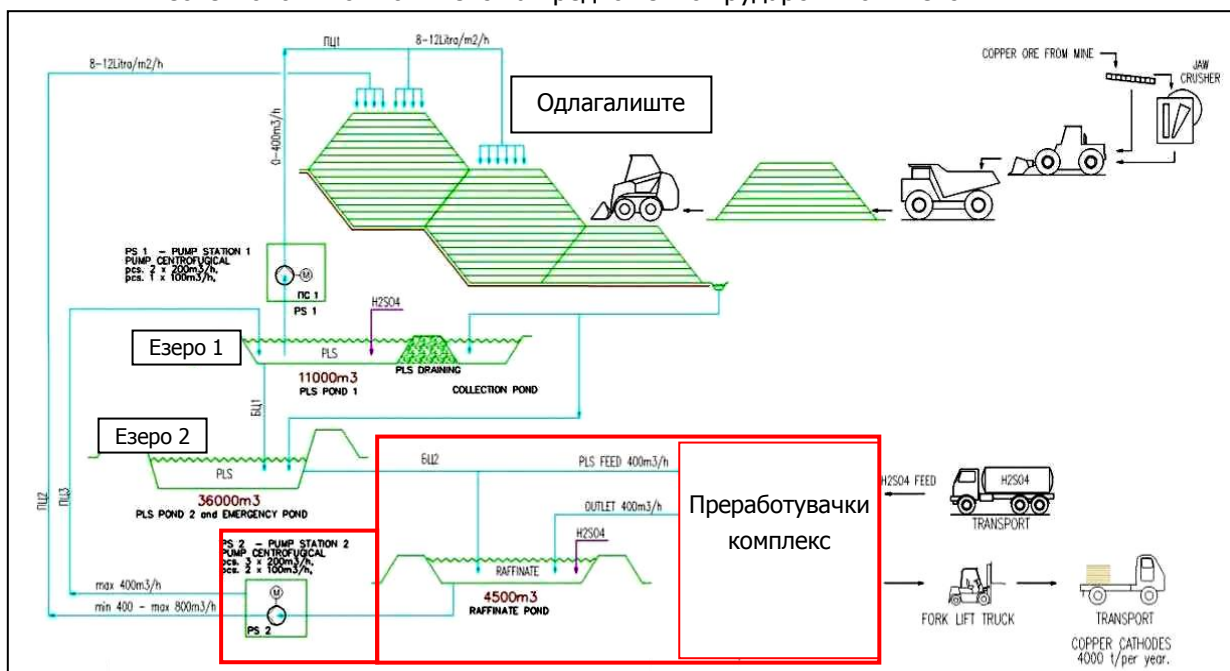 8-12Litra/m2/h
ПЦ1
8-12Litra/m2/h
0-400m3/h
Одлагалиште
COPPER ORE FROM MINE
JAW
CRUSHER
PS 1 - PUMP STATION 1
PUMP CENTROFUGICAL
pcs. 2 x 200m3/h,
pcs. 1 x 100m3/h,
M
ПС 1
PS 1
H2SO4
Езеро 1
PLS
11000m3
PLS POND 1
PLS DRAINING
COLLECTION POND
БЦ1
Езеро 2
PLS
36000m3
PLS POND 2 and EMERGENCY POND
ПЦ2
ПЦ3
БЦ2
PLS FEED 400m3/h
OUTLET 400m3/h
H2SO4
Преработувачки
комплекс
H2SO4 FEED
H2SO4
TRANSPORT
PS 2 - PUMP STATION 2
PUMP CENTROFUGICAL
pcs. 3 x 200m3/h,
pcs. 2 x 100m3/h,
M
PS 2
max 400m3/h
min 400 - max 800m3/h
RAFFINATE
4500m3
RAFFINATE POND
FORK LIFT TRUCK
TRANSPORT
COPPER CATHODES
4000 t/per year.